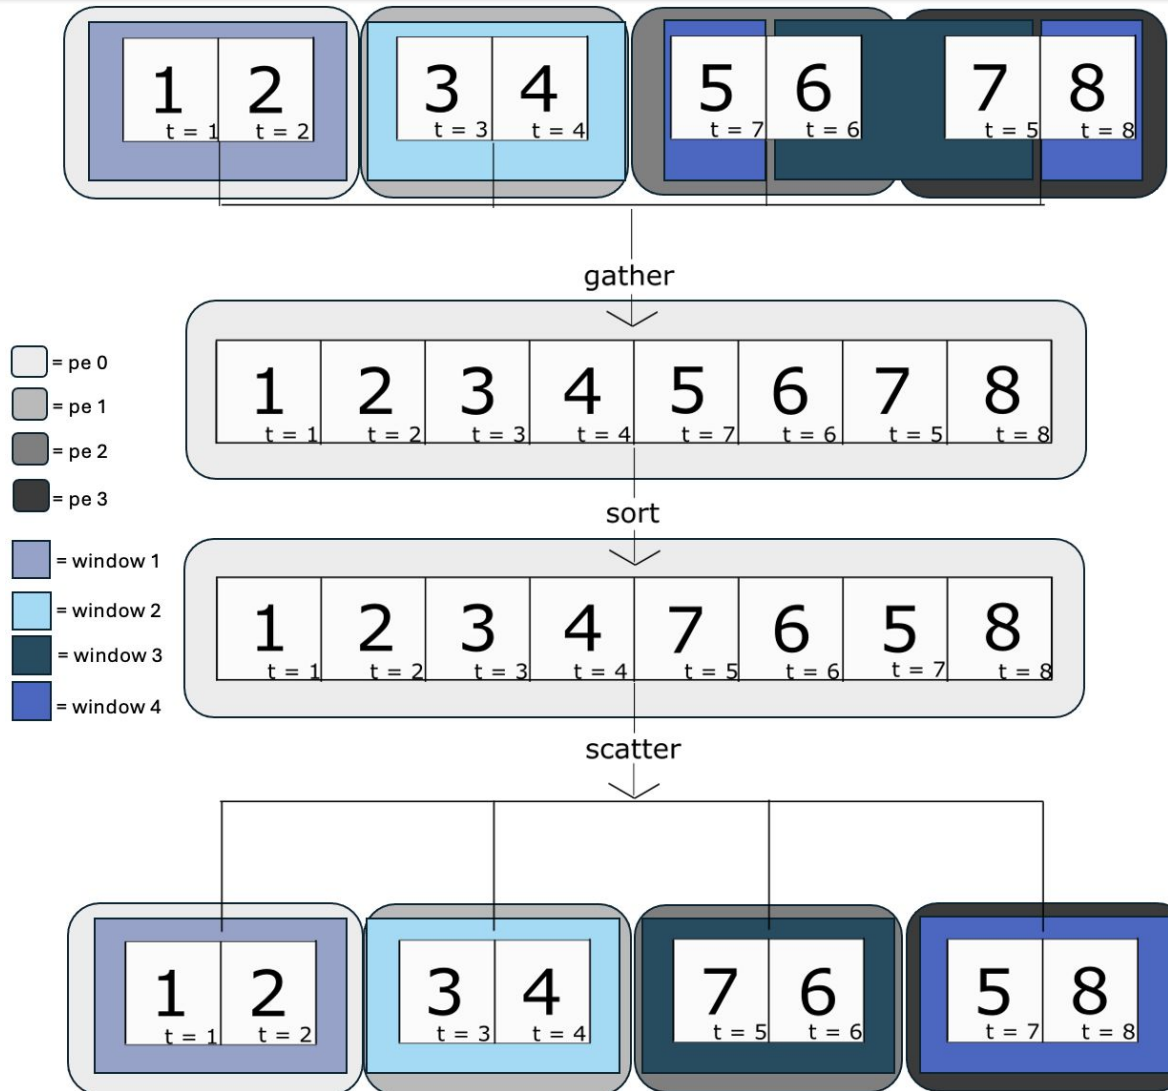 1 2 3 4 5 6 7 8
t = 1 t = 2 t = 3 t = 4 t = 7 t = 6 t = 5 t = 8
gather
1 2 3 4 5 6 7 8
t = 1 t = 2 t = 3 t = 4 t = 7 t = 6 t = 5 t = 8
= pe 0
= pe 1
= pe 2
= pe 3
sort
= window 1
= window 2
= window 3
= window 4
1 2 3 4 7 6 5 8
t = 1 t = 2 t = 3 t = 4 t = 5 t = 6 t = 7 t = 8
scatter
1 2 3 4 7 6 5 8
t = 1 t = 2 t = 3 t = 4 t = 5 t = 6 t = 7 t = 8